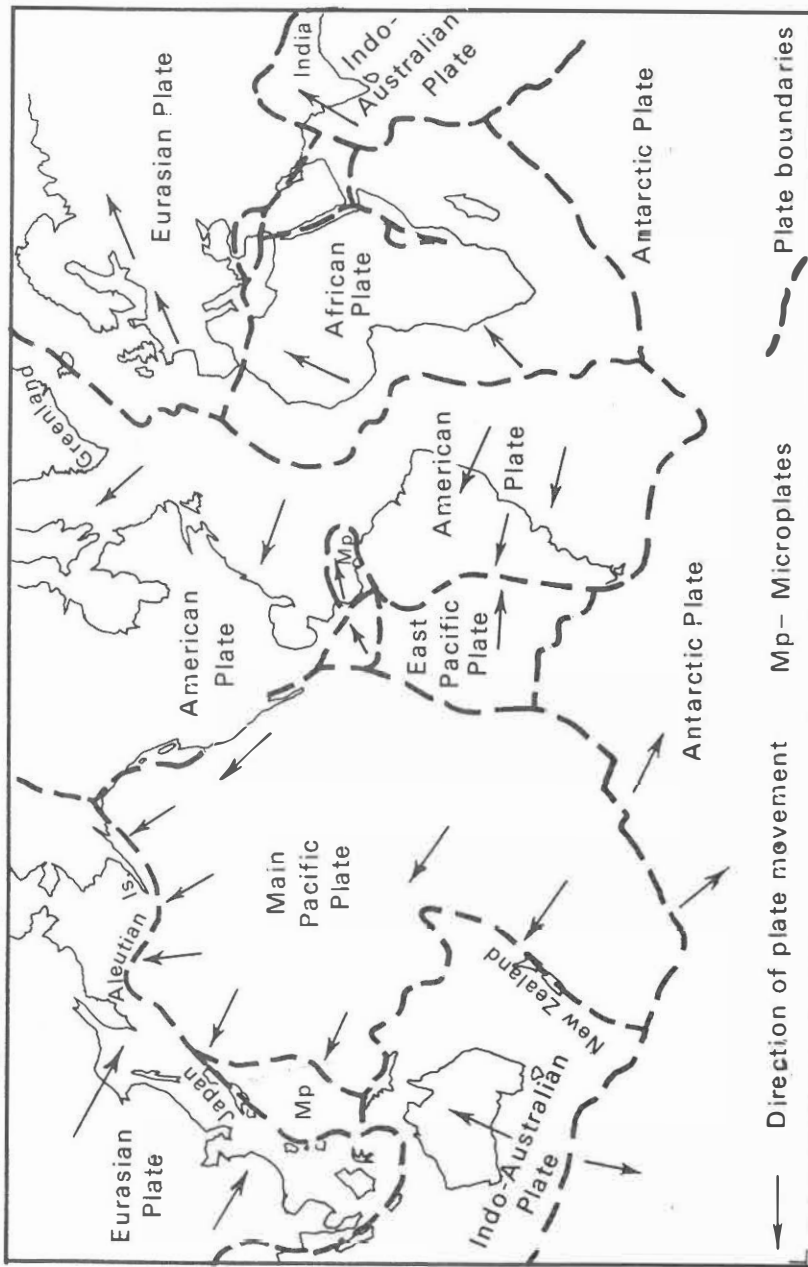 Eurasian
Plate
Aleutian Is.
Japan
Mp
Indo-Australian
Plate
New Zealand
Main
Pacific
Plate
American
Plate
Greenland
Mp
East
Pacific
Plate
American
Plate
Antarctic Plate
Eurasian Plate
African
Plate
India
Indo-
Australian
Plate
Antarctic Plate
Direction of plate movement
Mp- Microplates
Plate boundaries